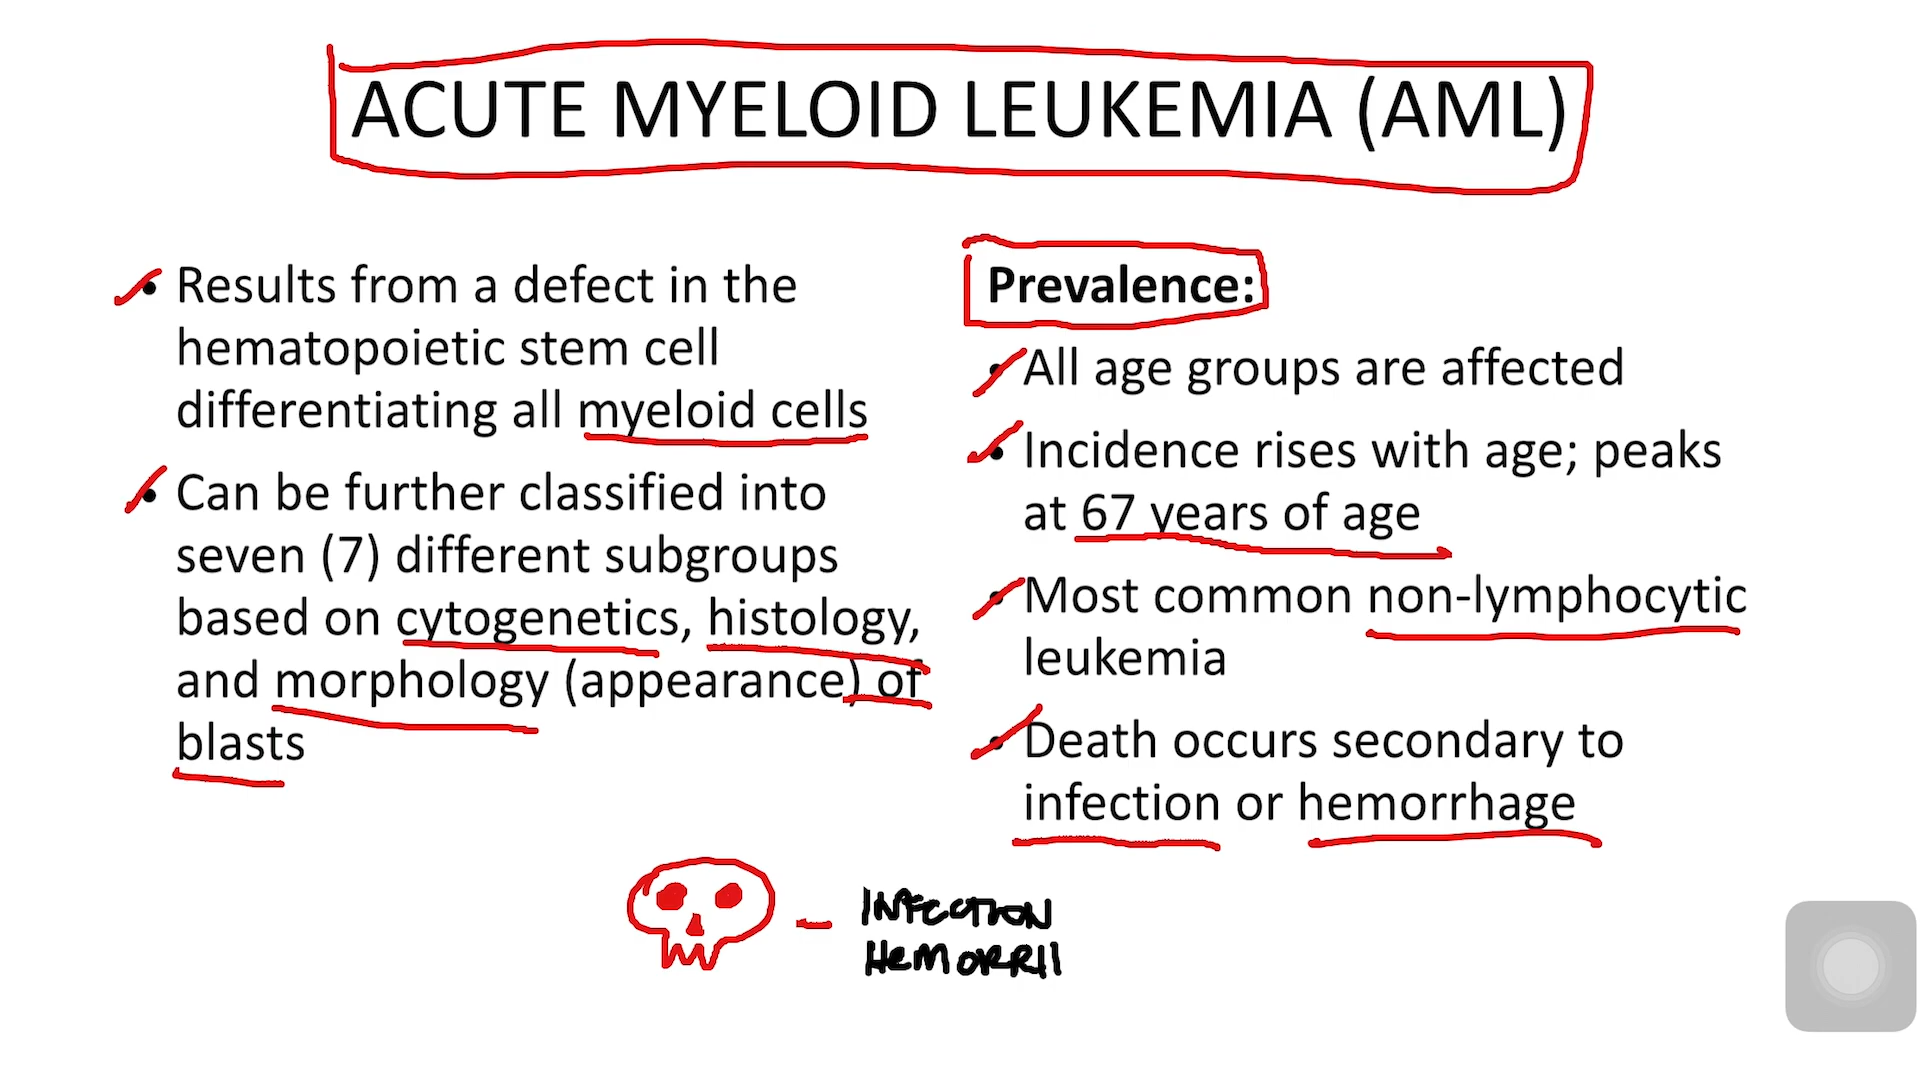 ACUTE MYELOID LEUKEMIA (AML)
• Results from a defect in the
hematopoietic stem cell
differentiating all myeloid cells
• Can be further classified into
seven (7) different subgroups
based on cytogenetics, histology,
and morphology (appearance) of
blasts
Prevalence:
• All age groups are affected
• Incidence rises with age; peaks
at 67 years of age
• Most common non-lymphocytic
leukemia
• Death occurs secondary to
infection or hemorrhage
– INFECTION